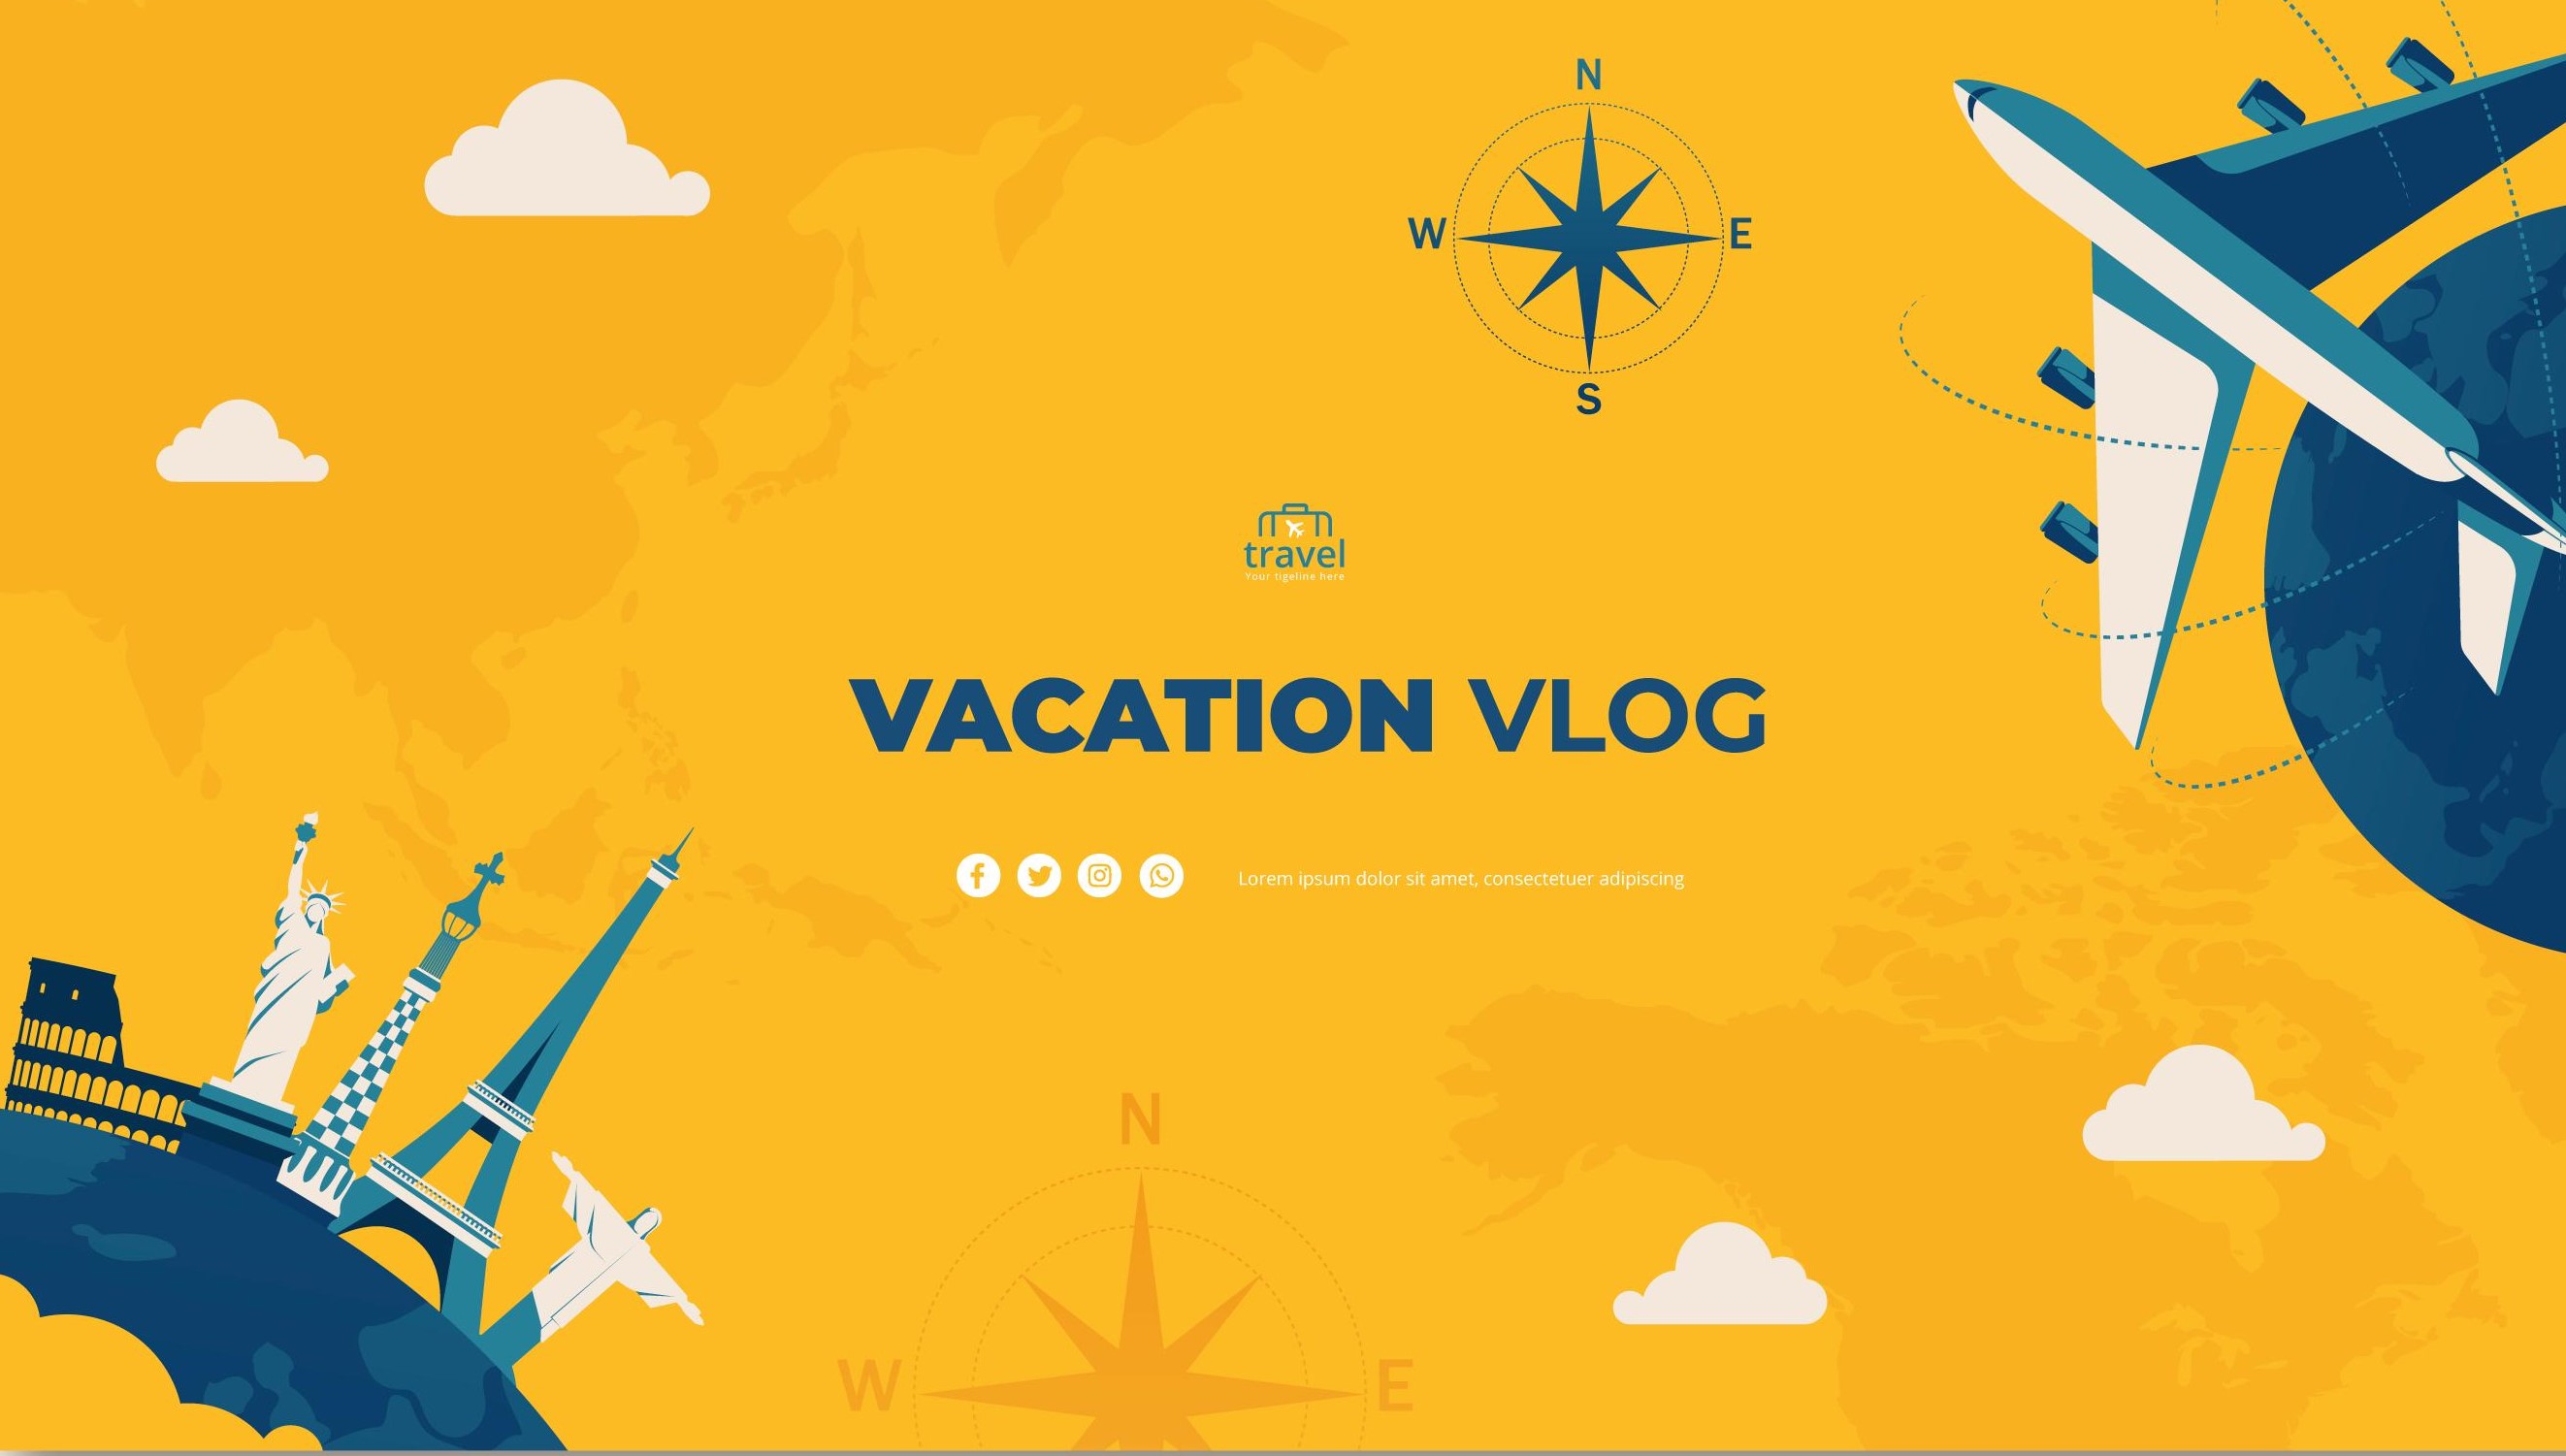 N
W E
S
travel
Your tigeline here
VACATION VLOG
Lorem ipsum dolor sit amet, consectetuer adipiscing
N
W E